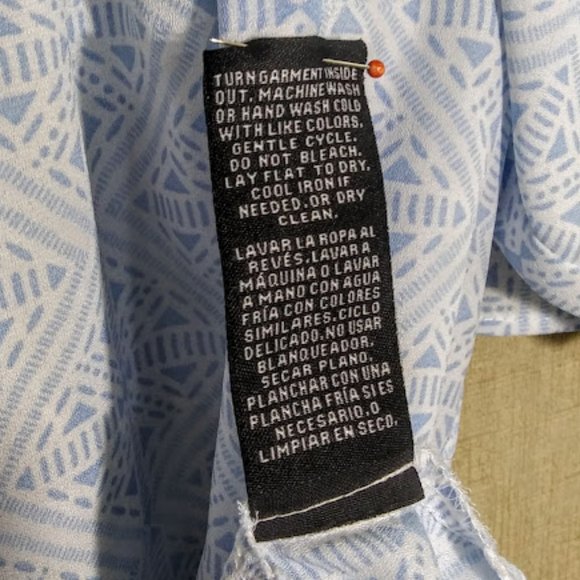 TURN GARMENT INSIDE
OUT. MACHINE WASH
OR HAND WASH COLD
WITH LIKE COLORS.
GENTLE CYCLE.
DO NOT BLEACH.
LAY FLAT TO DRY.
COOL IRON IF
NEEDED. OR DRY
CLEAN.
LAVAR LA ROPA AL
REVÉS. LAVAR A
MÁQUINA O LAVAR
A MANO CON AGUA
FRÍA CON COLORES
SIMILARES. CICLO
DELICADO. NO USAR
BLANQUEADOR.
SECAR PLANO.
PLANCHAR CON UNA
PLANCHA FRÍA SI ES
NECESARIO. O
LIMPIAR EN SECO.